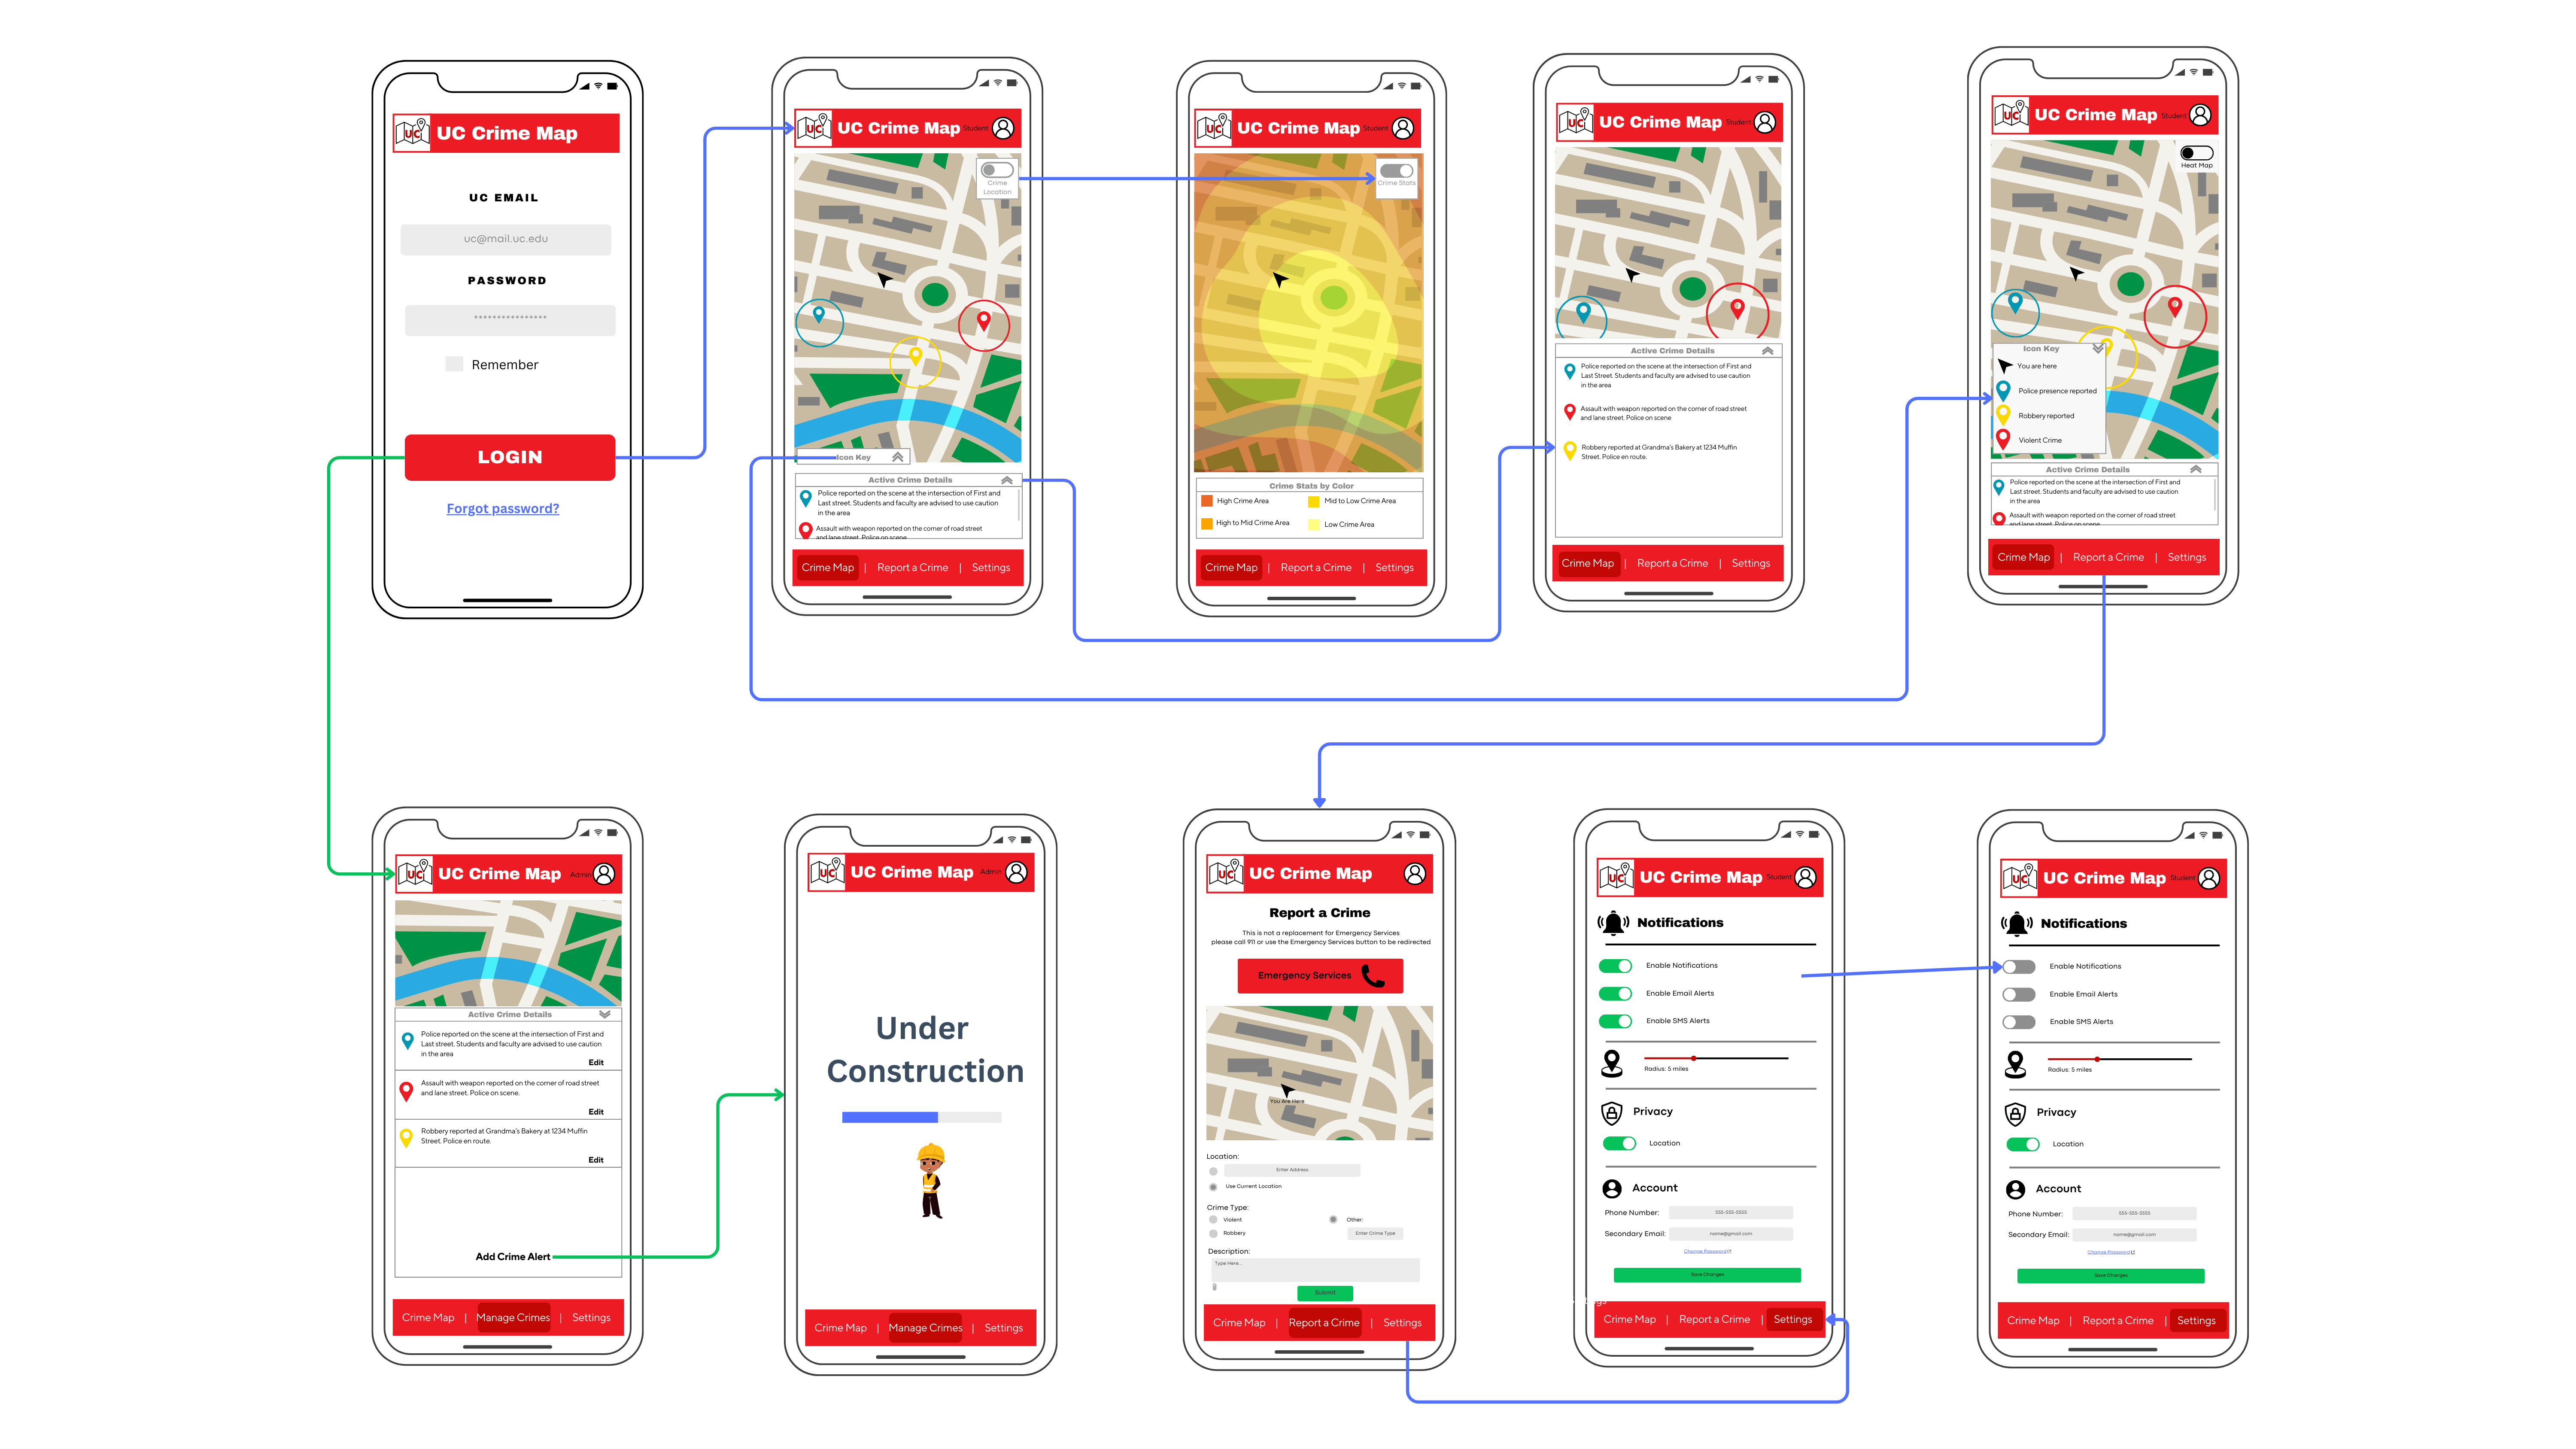 UC
UC Crime Map
UC EMAIL
uc@mail.uc.edu
PASSWORD
****************
Remember
LOGIN
Forgot password?
UC
UC Crime Map
Student
Crime
Location
Icon Key
Active Crime Details
Police reported on the scene at the intersection of First and
Last street. Students and faculty are advised to use caution
in the area
Assault with weapon reported on the corner of road street
and lane street. Police on scene
Crime Map | Report a Crime | Settings
UC
UC Crime Map
Student
Crime Stats
Crime Stats by Color
High Crime Area
Mid to Low Crime Area
High to Mid Crime Area
Low Crime Area
Crime Map | Report a Crime | Settings
UC
UC Crime Map
Student
Active Crime Details
Police reported on the scene at the intersection of First and
Last Street. Students and faculty are advised to use caution
in the area
Assault with weapon reported on the corner of road street
and lane street. Police on scene
Robbery reported at Grandma's Bakery at 1234 Muffin
Street. Police en route.
Crime Map | Report a Crime | Settings
UC
UC Crime Map
Student
Heat Map
Icon Key
You are here
Police presence reported
Robbery reported
Violent Crime
Active Crime Details
Police reported on the scene at the intersection of First and
Last street. Students and faculty are advised to use caution
in the area
Assault with weapon reported on the corner of road street
and lane street. Police on scene
Crime Map | Report a Crime | Settings
UC
UC Crime Map
Admin
Active Crime Details
Police reported on the scene at the intersection of First and
Last street. Students and faculty are advised to use caution
in the area
Edit
Assault with weapon reported on the corner of road street
and lane street. Police on scene.
Edit
Robbery reported at Grandma's Bakery at 1234 Muffin
Street. Police en route.
Edit
Add Crime Alert
Crime Map | Manage Crimes | Settings
UC
UC Crime Map
Admin
Under
Construction
Crime Map | Manage Crimes | Settings
UC
UC Crime Map
Report a Crime
This is not a replacement for Emergency Services
please call 911 or use the Emergency Services button to be redirected
Emergency Services
You Are Here
Location:
Enter Address
Use Current Location
Crime Type:
Violent
Other:
Robbery
Enter Crime Type
Description:
Type Here...
Submit
Crime Map | Report a Crime | Settings
UC
UC Crime Map
Student
Notifications
Enable Notifications
Enable Email Alerts
Enable SMS Alerts
Radius: 5 miles
Privacy
Location
Account
Phone Number:
555-555-5555
Secondary Email:
name@gmail.com
Change Password
Save Changes
Crime Map | Report a Crime | Settings
UC
UC Crime Map
Student
Notifications
Enable Notifications
Enable Email Alerts
Enable SMS Alerts
Radius: 5 miles
Privacy
Location
Account
Phone Number:
555-555-5555
Secondary Email:
name@gmail.com
Change Password
Save Changes
Crime Map | Report a Crime | Settings